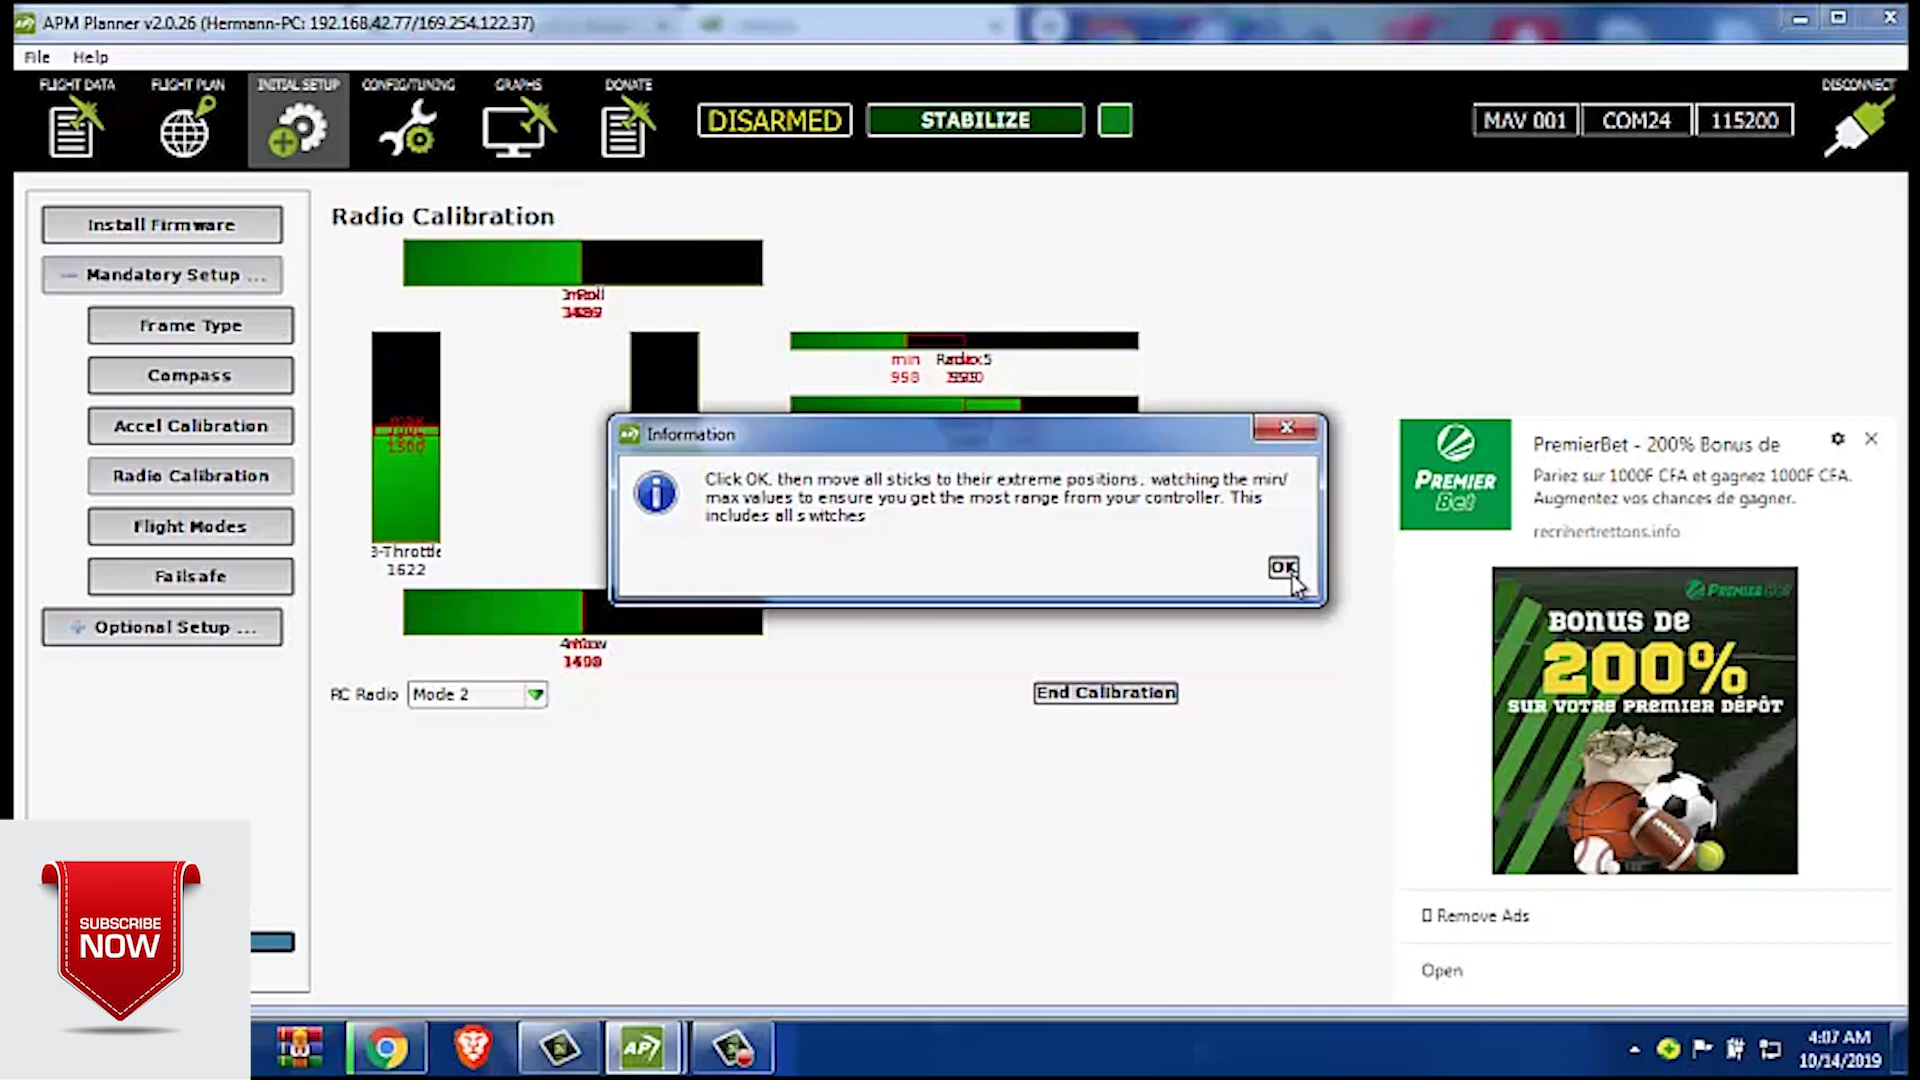 APM Planner v2.0.26 (Hermann-PC: 192.168.42.77/169.254.122.37)
File Help
FLIGHT DATA FLIGHT PLAN INITIAL SETUP CONFIG/TUNING GRAPHS DONATE
DISARMED STABILIZE
MAV 001 COM24 115200
DISCONNECT
Install Firmware
Mandatory Setup ...
Frame Type
Compass
Accel Calibration
Radio Calibration
Flight Modes
Failsafe
Optional Setup ...
Radio Calibration
min
998
3-Throttle
1622
RC Radio Mode 2
End Calibration
Information
Click OK, then move all sticks to their extreme positions. watching the min/
max values to ensure you get the most range from your controller. This
includes all switches
OK
PREMIER
Bet
PremierBet - 200% Bonus de
Pariez sur 1000F CFA et gagnez 1000F CFA.
Augmentez vos chances de gagner.
recrihertrettons.info
BONUS DE
200%
SUR VOTRE PREMIER DÉPÔT
Remove Ads
Open
SUBSCRIBE
NOW
AP
4:07 AM
10/14/2019